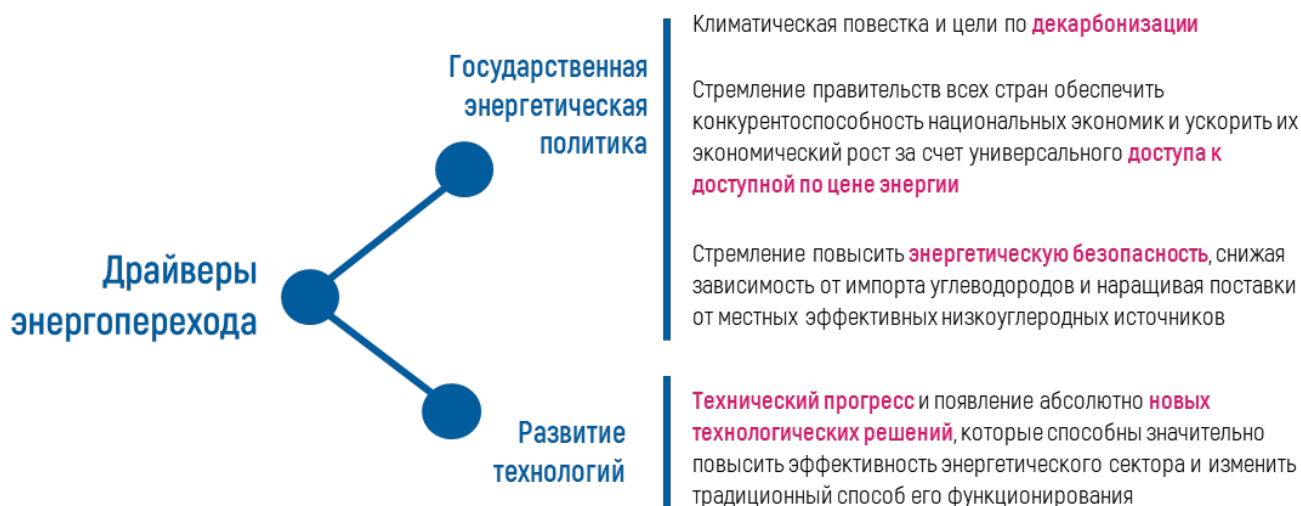 Драйверы
энергоперехода
Государственная
энергетическая
политика
Климатическая повестка и цели по декарбонизации
Стремление правительств всех стран обеспечить
конкурентоспособность национальных экономик и ускорить их
экономический рост за счет универсального доступа к
доступной по цене энергии
Стремление повысить энергетическую безопасность, снижая
зависимость от импорта углеводородов и наращивая поставки
от местных эффективных низкоуглеродных источников
Развитие
технологий
Технический прогресс и появление абсолютно новых
технологических решений, которые способны значительно
повысить эффективность энергетического сектора и изменить
традиционный способ его функционирования